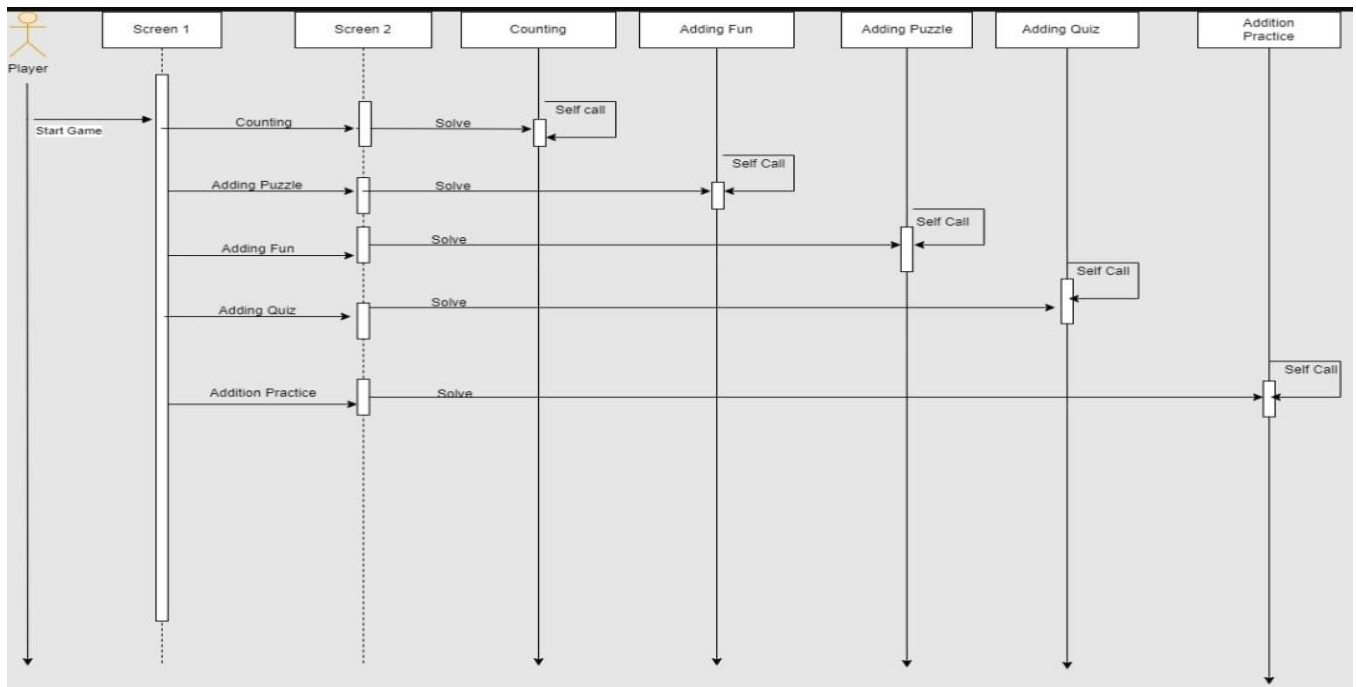 Screen 1
Screen 2
Counting
Adding Fun
Adding Puzzle
Adding Quiz
Addition
Practice
Player
Start Game
Counting
Solve
Self call
Adding Puzzle
Solve
Self Call
Adding Fun
Solve
Self Call
Adding Quiz
Solve
Self Call
Addition Practice
Solve
Self Call